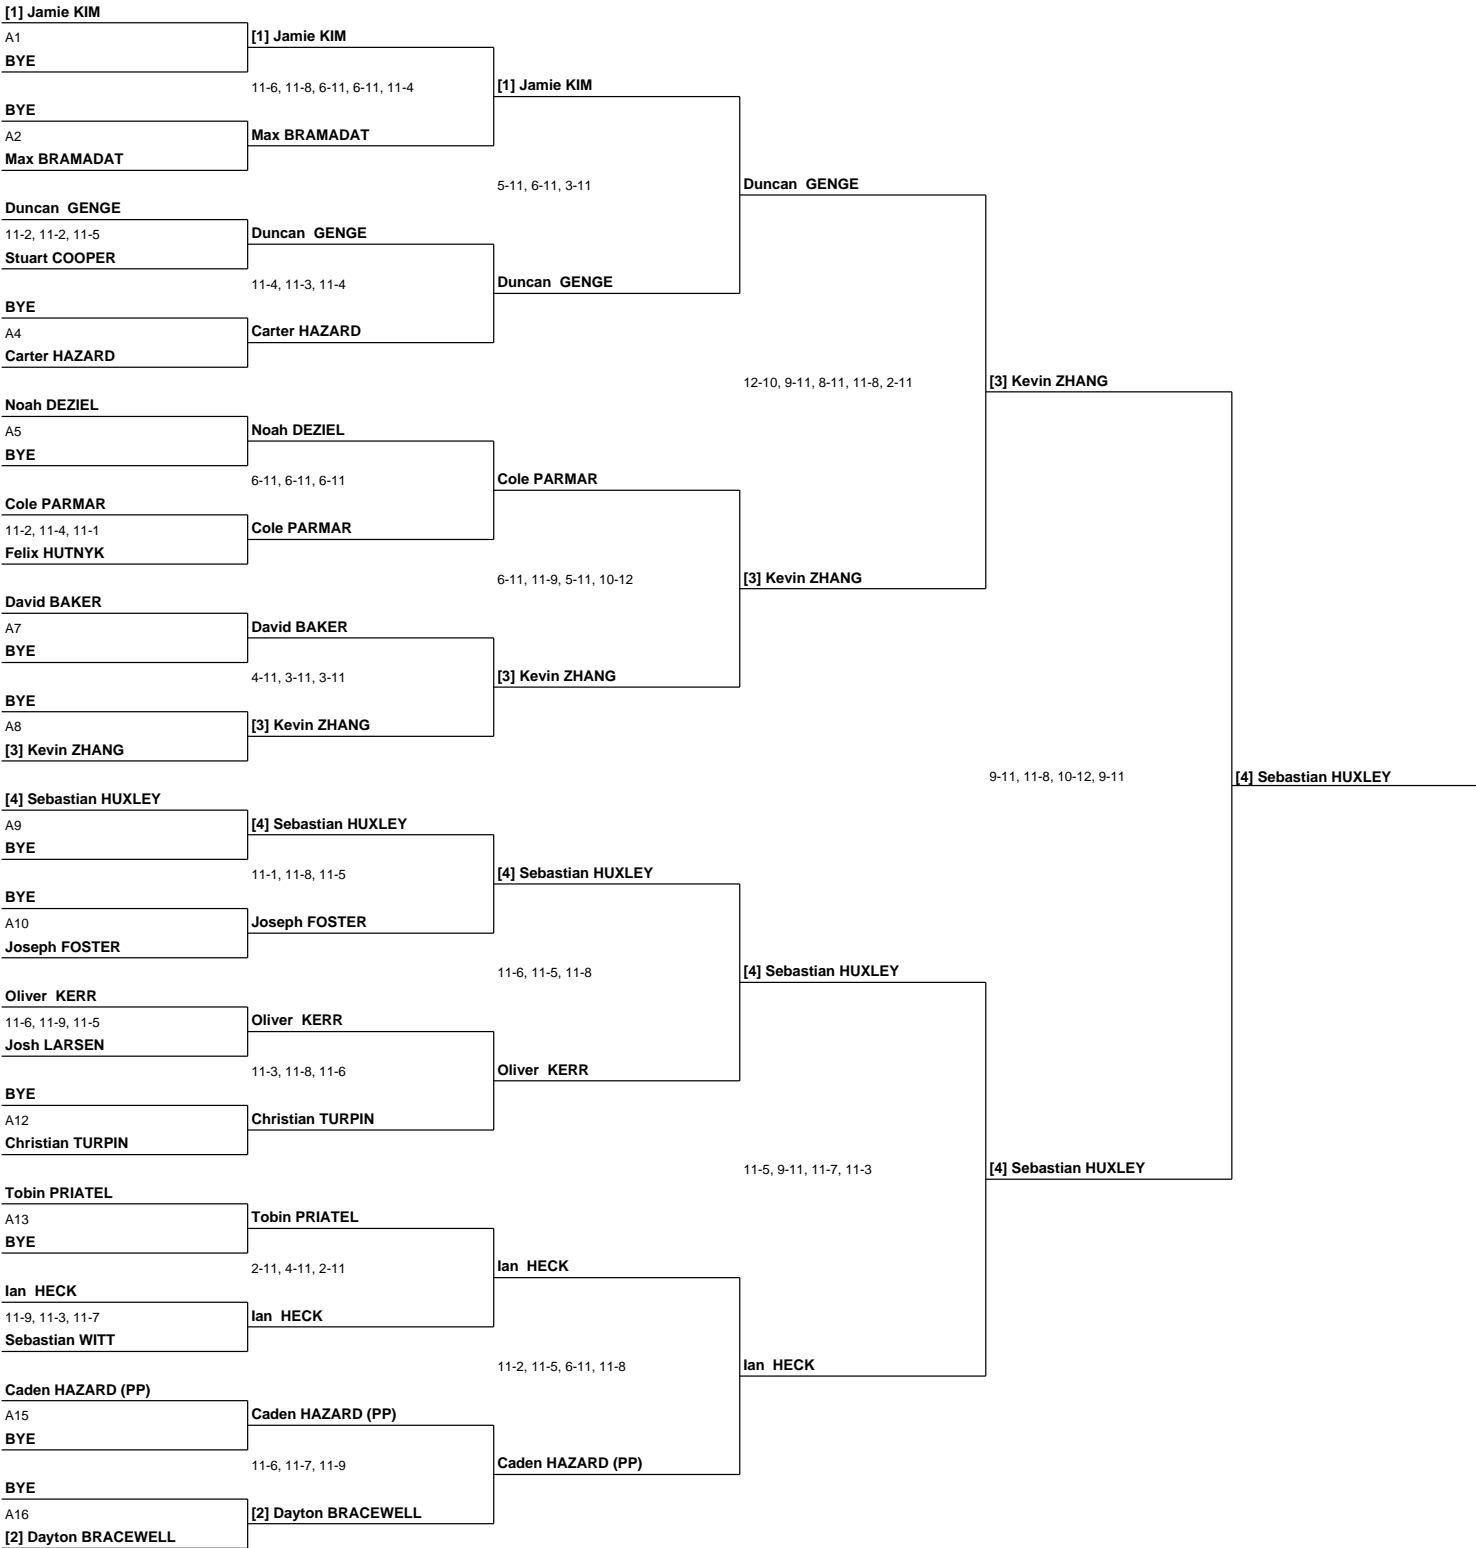 [1] Jamie KIM
A1
BYE
BYE
A2
Max BRAMADAT
Duncan  GENGE
11-2, 11-2, 11-5
Stuart COOPER
BYE
A4
Carter HAZARD
Noah DEZIEL
A5
BYE
Cole PARMAR
11-2, 11-4, 11-1
Felix HUTNYK
David BAKER
A7
BYE
BYE
A8
[3] Kevin ZHANG
[4] Sebastian HUXLEY
A9
BYE
BYE
A10
Joseph FOSTER
Oliver  KERR
11-6, 11-9, 11-5
Josh LARSEN
BYE
A12
Christian TURPIN
Tobin PRIATEL
A13
BYE
Ian  HECK
11-9, 11-3, 11-7
Sebastian WITT
Caden HAZARD (PP)
A15
BYE
BYE
A16
[2] Dayton BRACEWELL
[1] Jamie KIM
11-6, 11-8, 6-11, 6-11, 11-4
Max BRAMADAT
Duncan  GENGE
11-4, 11-3, 11-4
Carter HAZARD
Noah DEZIEL
6-11, 6-11, 6-11
Cole PARMAR
David BAKER
4-11, 3-11, 3-11
[3] Kevin ZHANG
[4] Sebastian HUXLEY
11-1, 11-8, 11-5
Joseph FOSTER
Oliver  KERR
11-3, 11-8, 11-6
Christian TURPIN
Tobin PRIATEL
2-11, 4-11, 2-11
Ian  HECK
Caden HAZARD (PP)
11-6, 11-7, 11-9
[2] Dayton BRACEWELL
[1] Jamie KIM
5-11, 6-11, 3-11
Duncan  GENGE
Cole PARMAR
6-11, 11-9, 5-11, 10-12
[3] Kevin ZHANG
[4] Sebastian HUXLEY
11-6, 11-5, 11-8
Oliver  KERR
Ian  HECK
11-2, 11-5, 6-11, 11-8
Caden HAZARD (PP)
Duncan  GENGE
12-10, 9-11, 8-11, 11-8, 2-11
[3] Kevin ZHANG
[4] Sebastian HUXLEY
11-5, 9-11, 11-7, 11-3
Ian  HECK
[3] Kevin ZHANG
9-11, 11-8, 10-12, 9-11
[4] Sebastian HUXLEY
[4] Sebastian HUXLEY